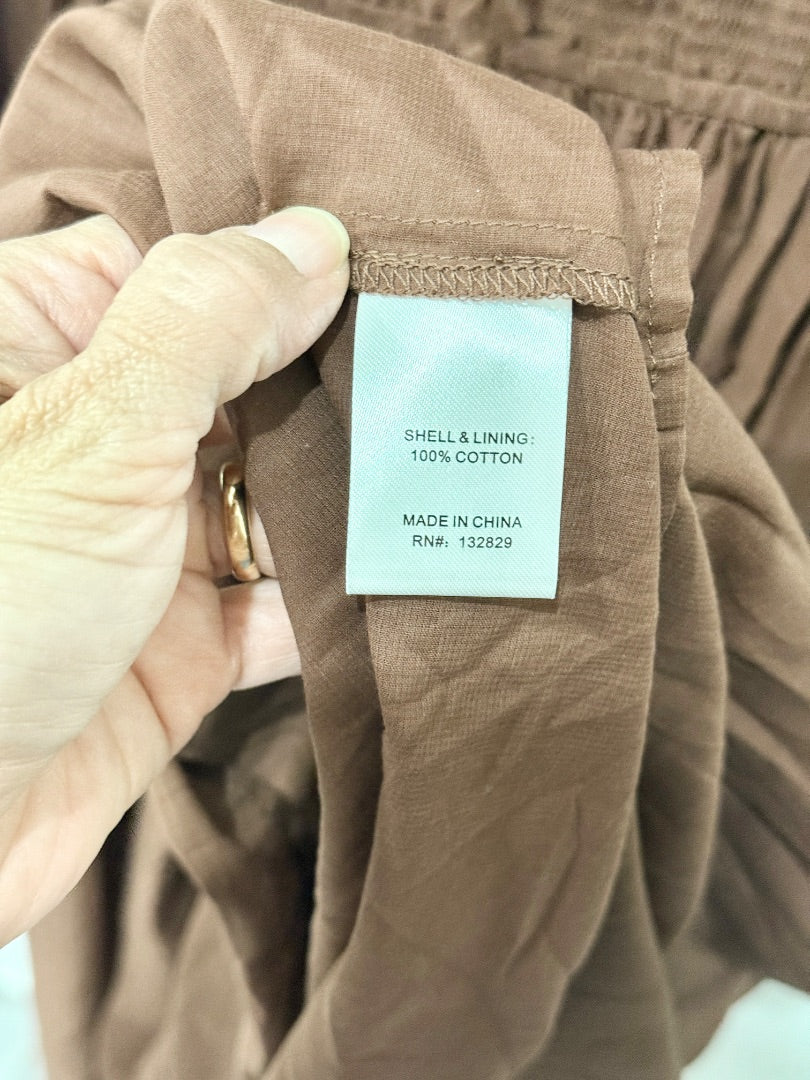 SHELL & LINING:
100% COTTON
MADE IN CHINA
RN#: 132829